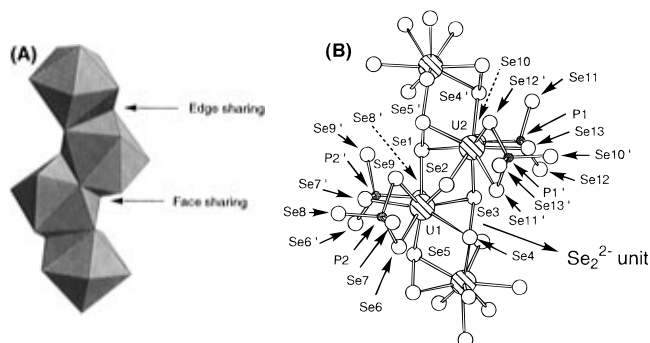 (A)
Edge sharing
Face sharing
(B)
Se10
Se12 '
Se11
Se4 '
Se5 '
U2
P1
Se8 '
Se1
Se13
Se9 '
Se10 '
P2 '
Se9
Se2
Se12
Se7 '
P1 '
Se13 '
Se8
Se3
Se11 '
U1
Se6 '
P2
Se5
Se4
Se7
Se6
Se2 2- unit